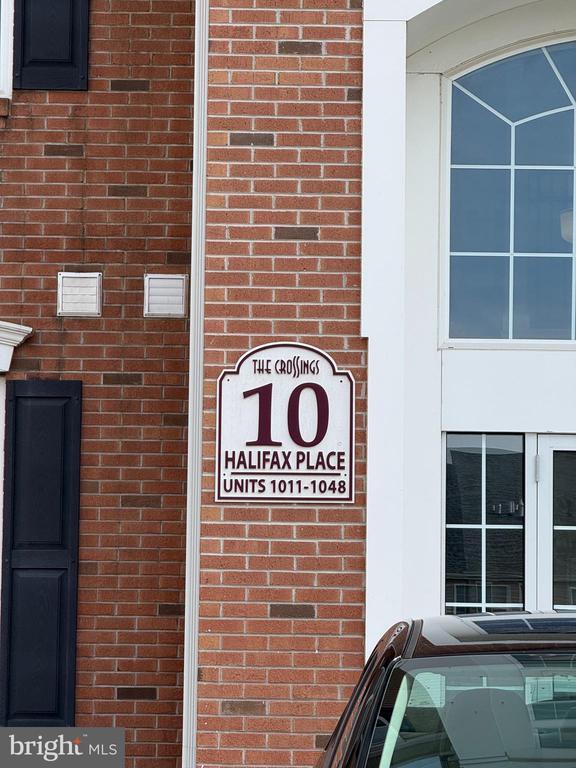 THE CROSSINGS
10
HALIFAX PLACE
UNITS 1011-1048
bright MLS